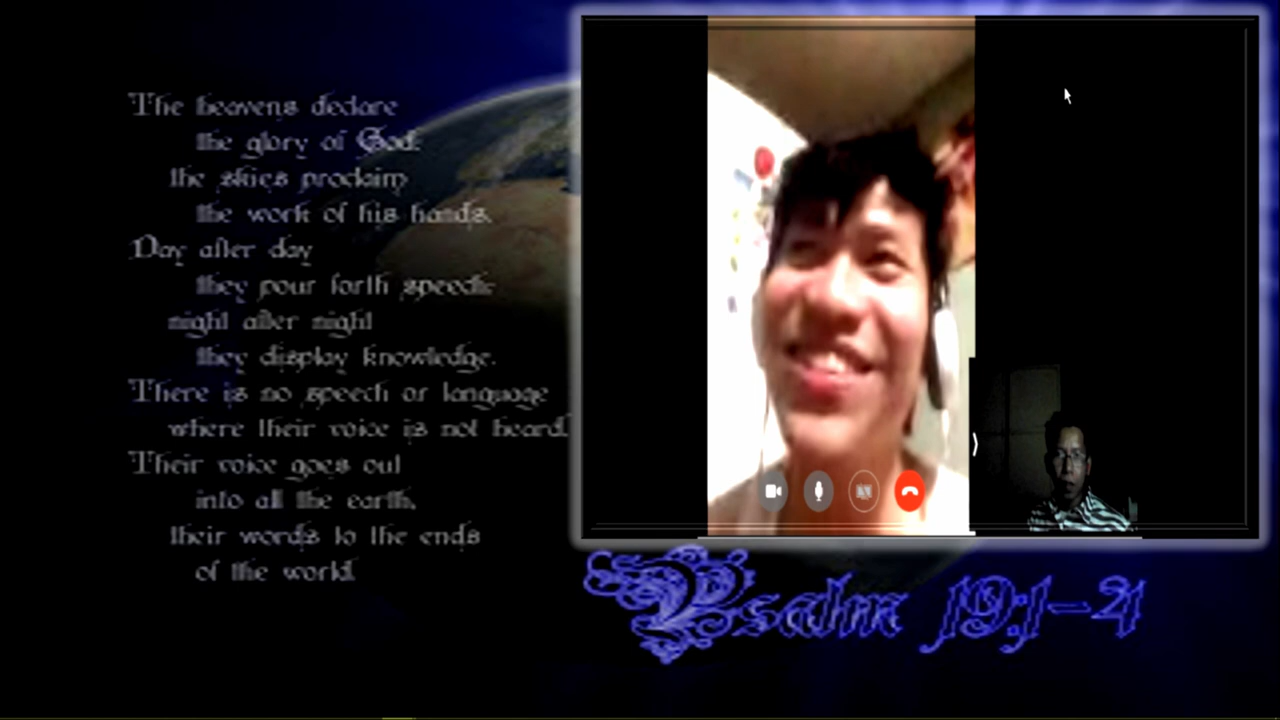 The heavens declare
the glory of God;
the skies proclaim
the work of his hands.
Day after day
they pour forth speech;
night after night
they display knowledge.
There is no speech or language
where their voice is not heard.
Their voice goes out
into all the earth,
their words to the ends
of the world.
Psalm 19:1-4